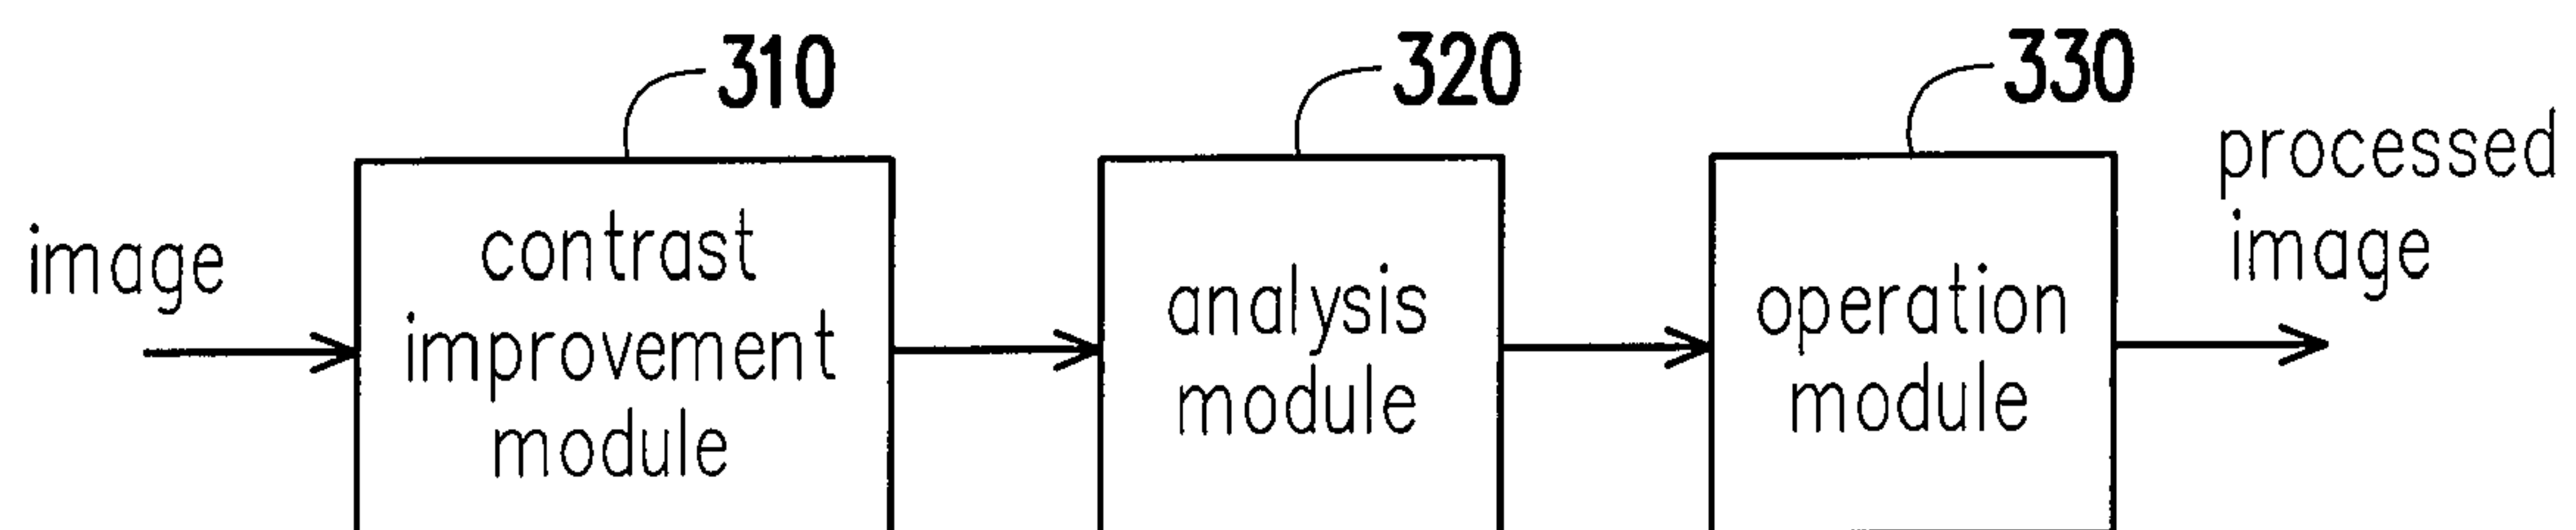 310
320
330
image
contrast
improvement
module
analysis
module
operation
module
processed
image